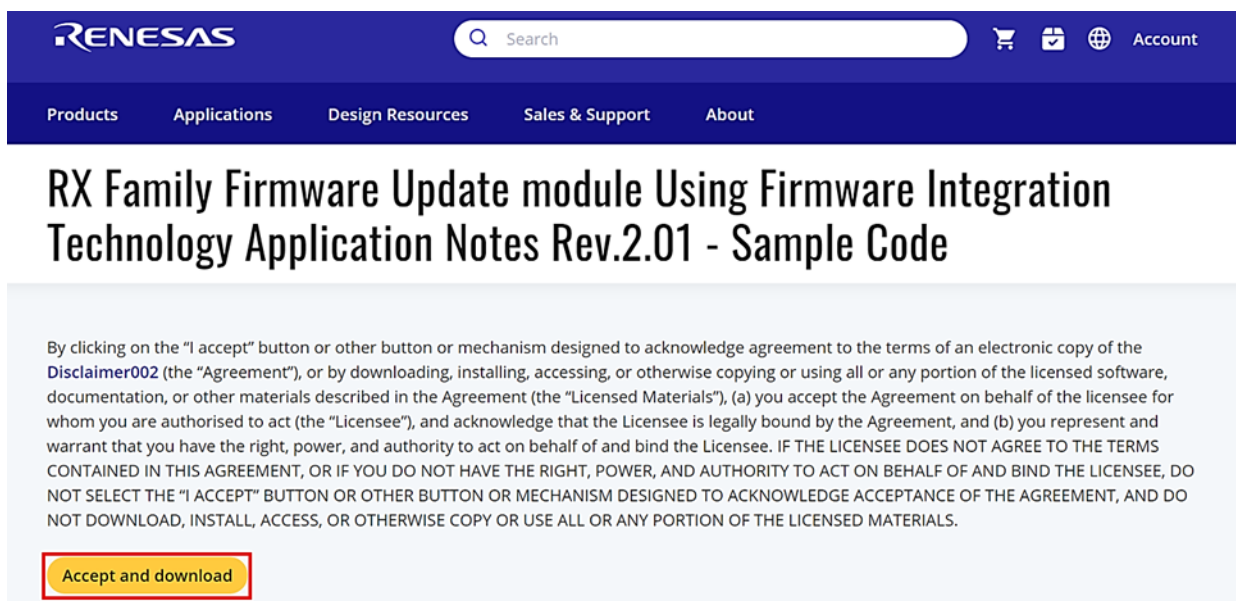 RENESAS
Search
Account
Products Applications Design Resources Sales & Support About
RX Family Firmware Update module Using Firmware Integration
Technology Application Notes Rev.2.01 - Sample Code
By clicking on the “I accept” button or other button or mechanism designed to acknowledge agreement to the terms of an electronic copy of the
Disclaimer002 (the “Agreement”), or by downloading, installing, accessing, or otherwise copying or using all or any portion of the licensed software,
documentation, or other materials described in the Agreement (the “Licensed Materials”), (a) you accept the Agreement on behalf of the licensee for
whom you are authorised to act (the “Licensee”), and acknowledge that the Licensee is legally bound by the Agreement, and (b) you represent and
warrant that you have the right, power, and authority to act on behalf of and bind the Licensee. IF THE LICENSEE DOES NOT AGREE TO THE TERMS
CONTAINED IN THIS AGREEMENT, OR IF YOU DO NOT HAVE THE RIGHT, POWER, AND AUTHORITY TO ACT ON BEHALF OF AND BIND THE LICENSEE, DO
NOT SELECT THE “I ACCEPT” BUTTON OR OTHER BUTTON OR MECHANISM DESIGNED TO ACKNOWLEDGE ACCEPTANCE OF THE AGREEMENT, AND DO
NOT DOWNLOAD, INSTALL, ACCESS, OR OTHERWISE COPY OR USE ALL OR ANY PORTION OF THE LICENSED MATERIALS.
Accept and download